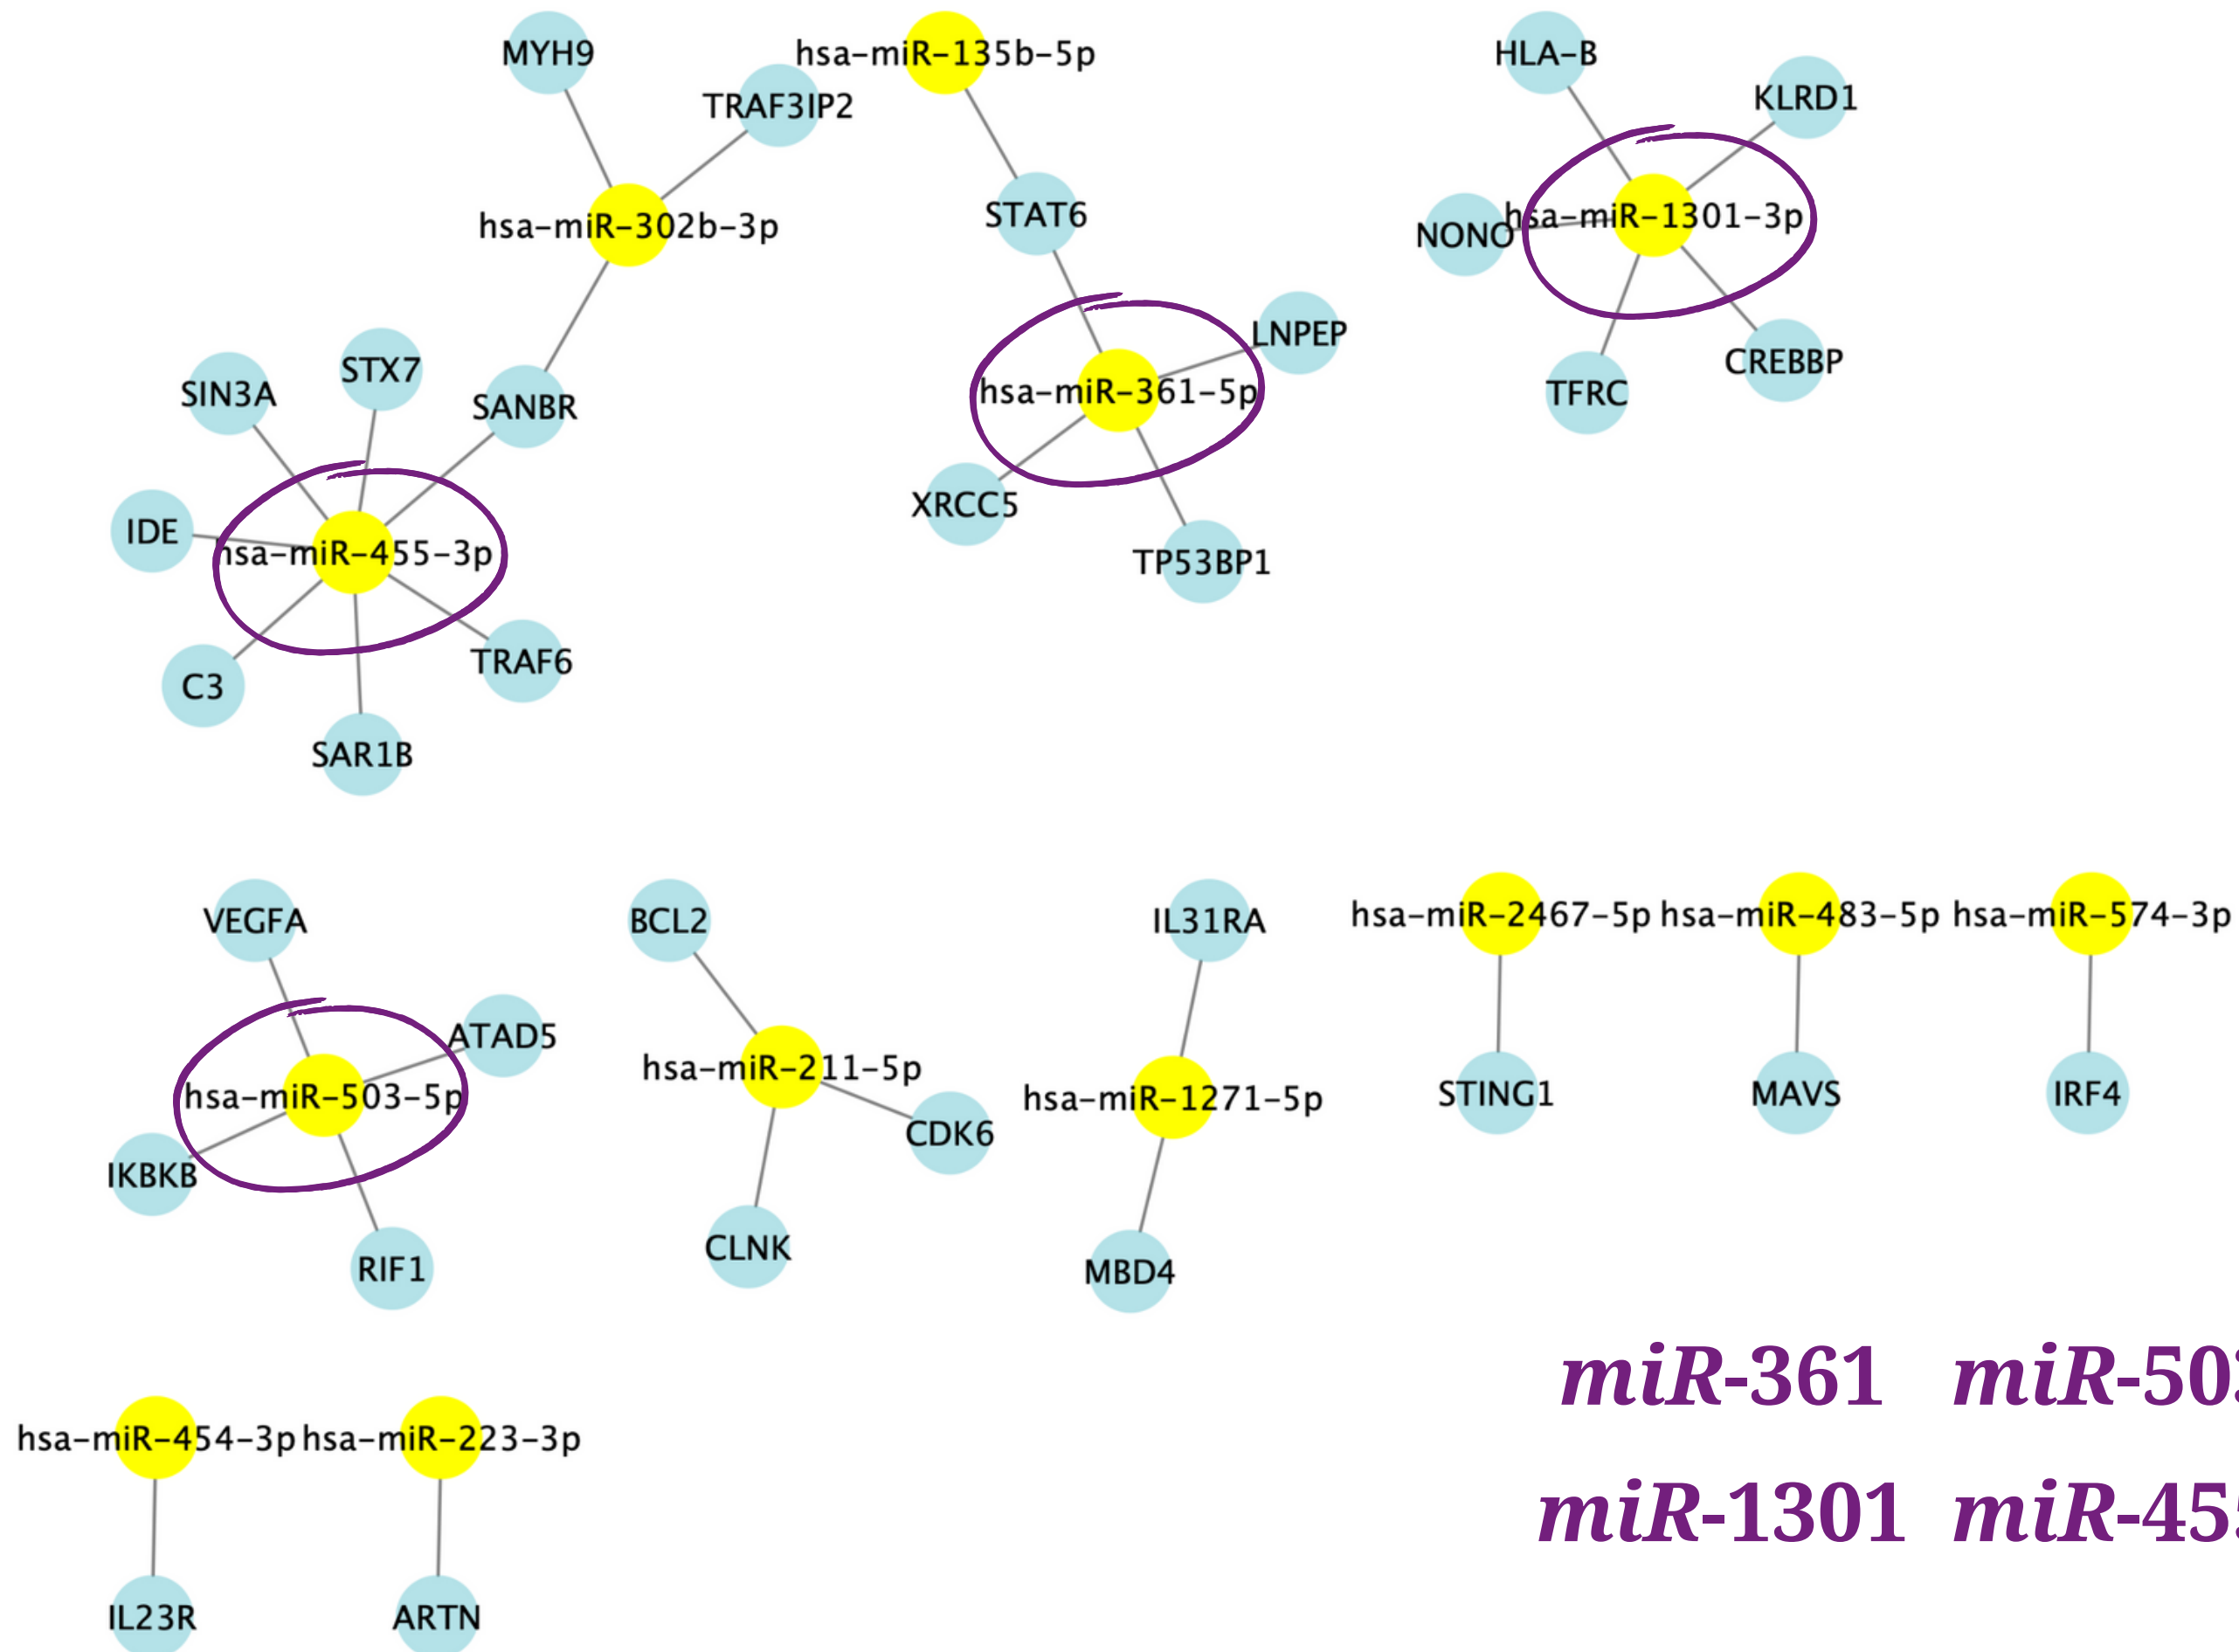 MYH9
hsa-miR-135b-5p
HLA-B
TRAF3IP2
KLRD1
hsa-miR-302b-3p
STAT6
hsa-miR-1301-3p
NONO
LNPEP
STX7
SIN3A
SANBR
hsa-miR-361-5p
TFRC
CREBBP
XRCC5
IDE
hsa-miR-455-3p
TP53BP1
C3
TRAF6
SAR1B
VEGFA
BCL2
IL31RA
hsa-miR-2467-5p
hsa-miR-483-5p
hsa-miR-574-3p
ATAD5
hsa-miR-503-5p
hsa-miR-211-5p
hsa-miR-1271-5p
STING1
MAVS
IRF4
CDK6
IKBKB
CLNK
RIF1
MBD4
miR-361 miR-503
miR-1301 miR-455
hsa-miR-454-3p
hsa-miR-223-3p
IL23R
ARTN